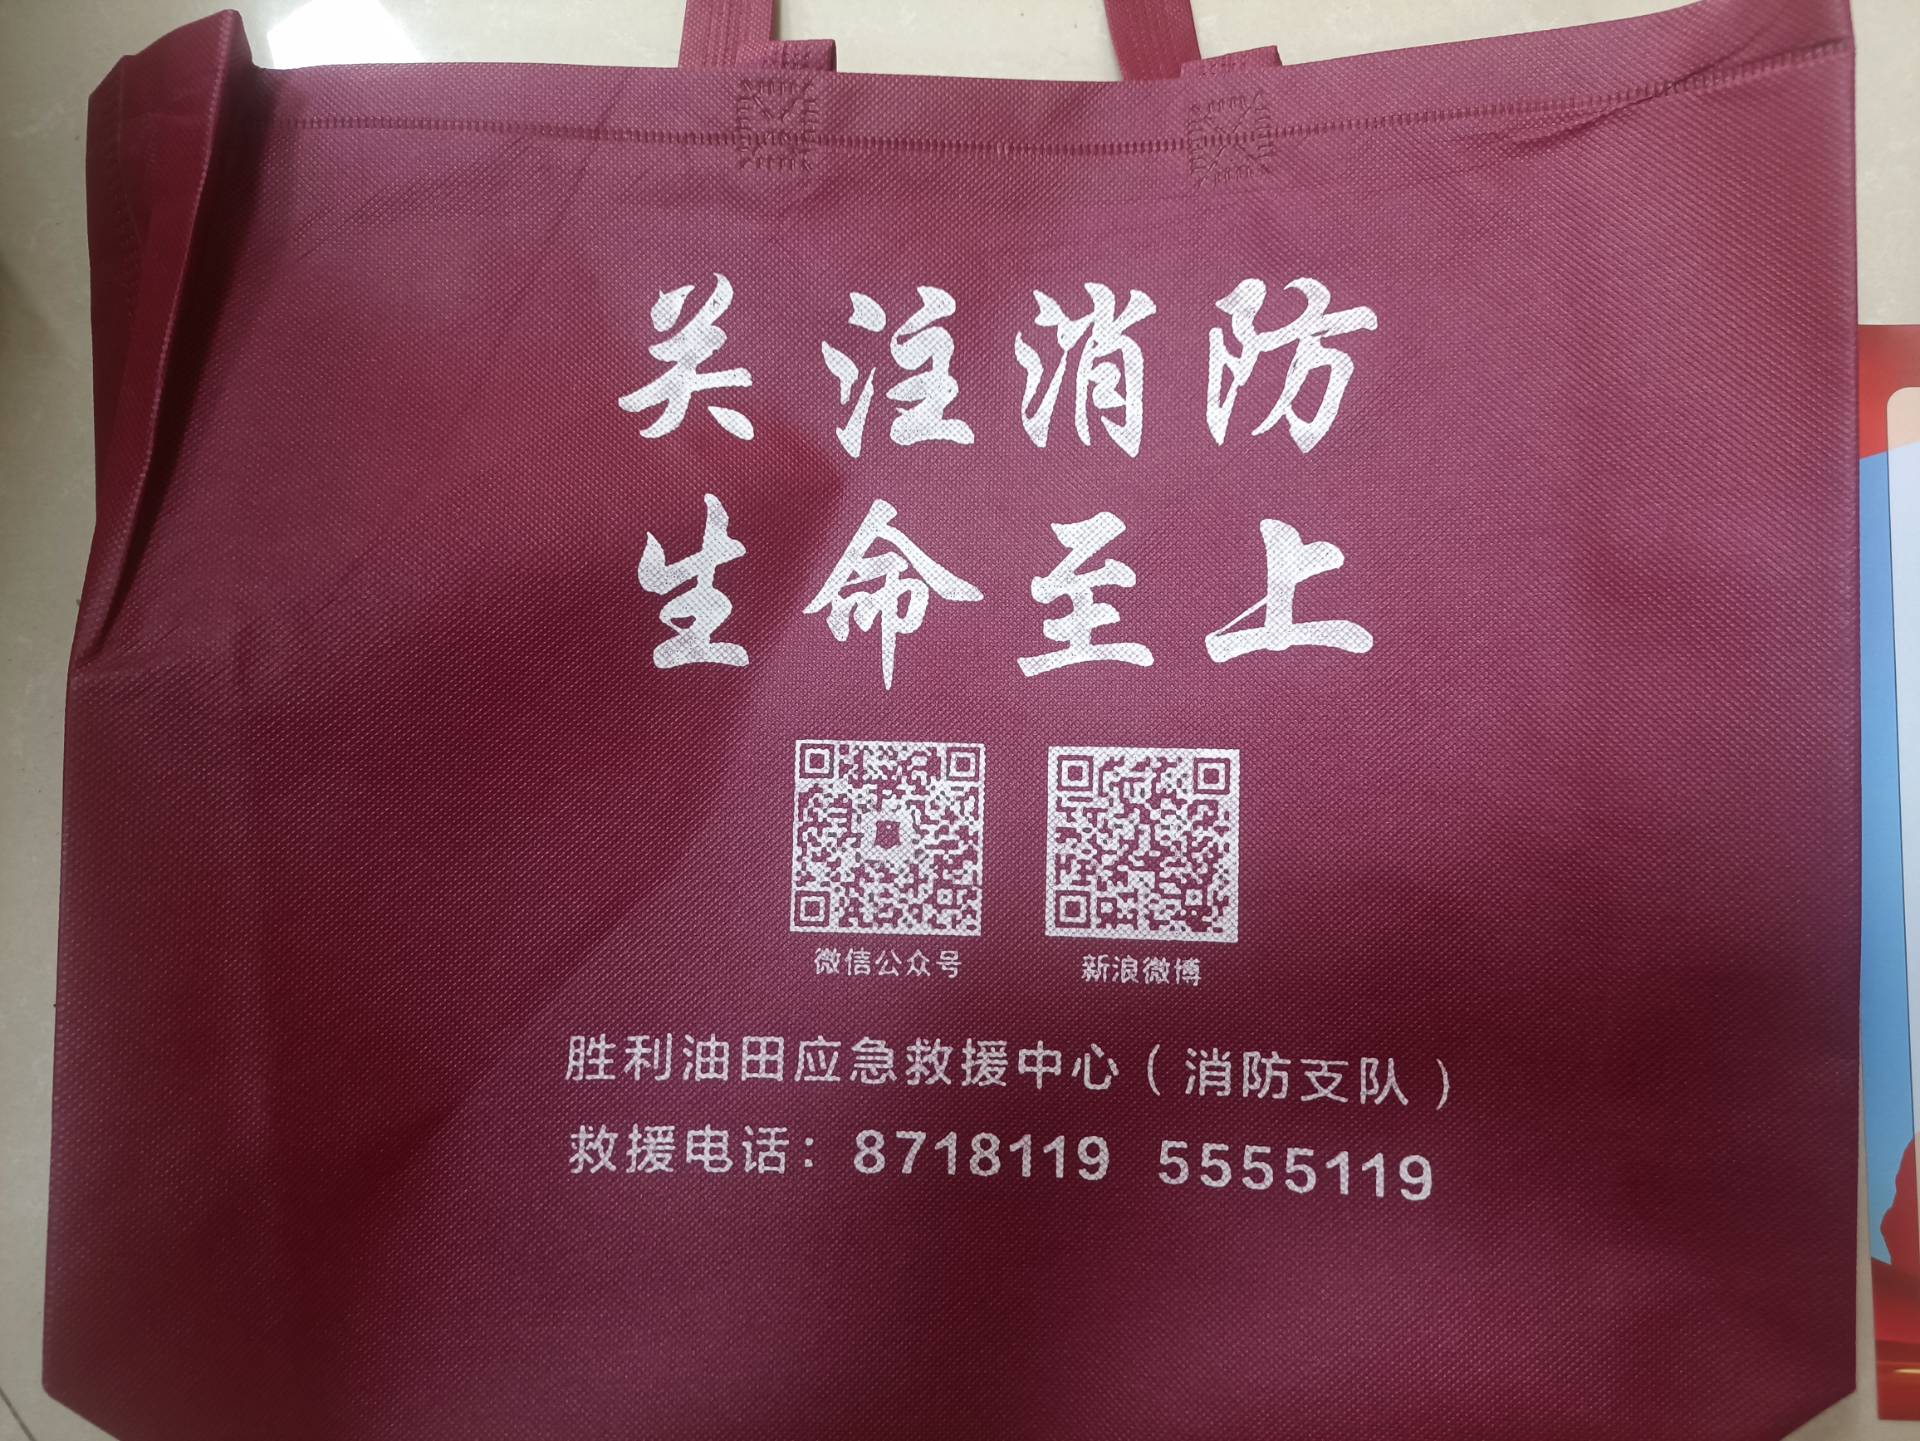 关注消防
生命至上
微信公众号 新浪微博
胜利油田应急救援中心（消防支队）
救援电话：8718119 5555119